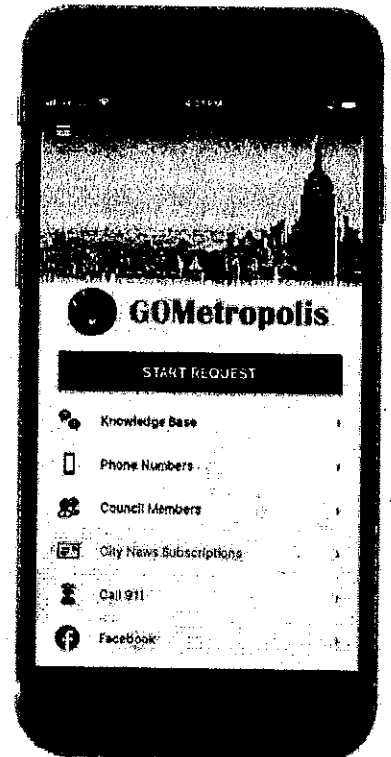 GOMetropolis
START REQUEST
Knowledge Base
Phone Numbers
Council Members
City News Subscriptions
Call 911
Facebook